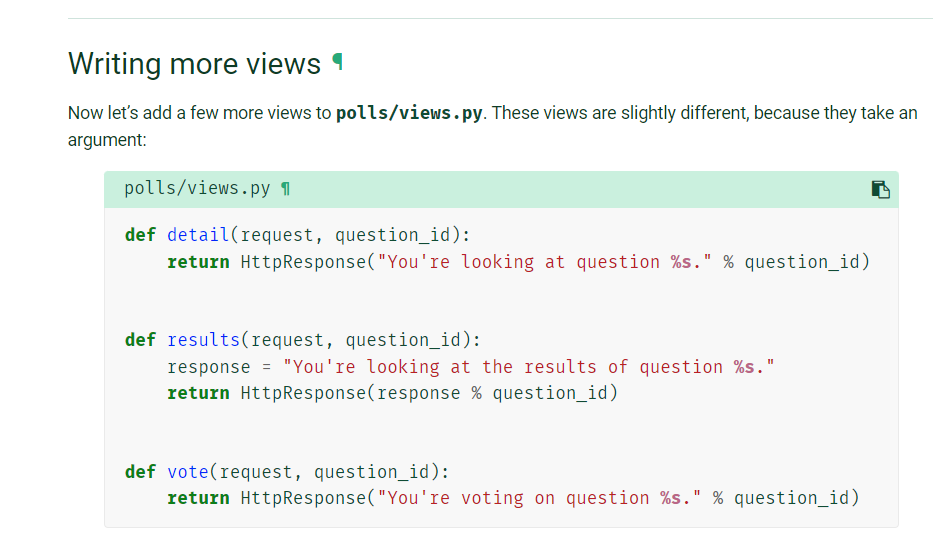 Writing more views ¶
Now let’s add a few more views to polls/views.py. These views are slightly different, because they take an
argument:
polls/views.py ¶
def detail(request, question_id):
    return HttpResponse("You're looking at question %s." % question_id)
def results(request, question_id):
    response = "You're looking at the results of question %s."
    return HttpResponse(response % question_id)
def vote(request, question_id):
    return HttpResponse("You're voting on question %s." % question_id)